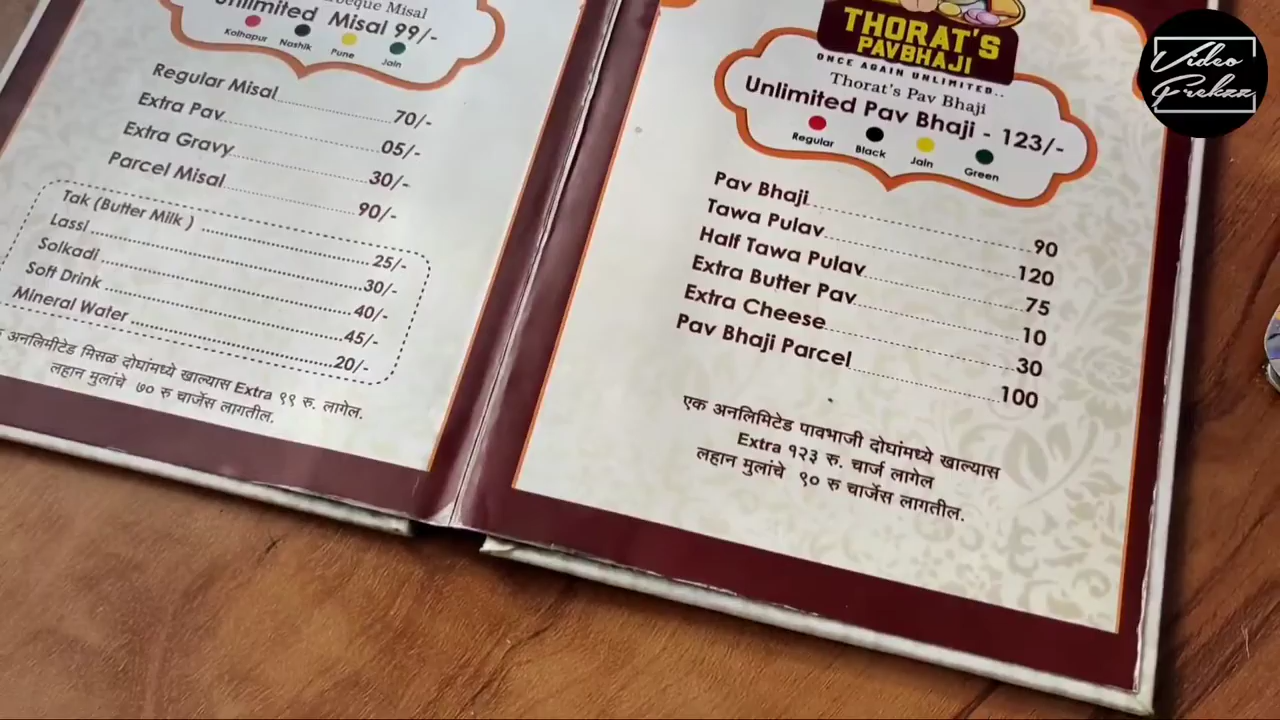 Misal
Unlimited Misal 99/-
Kolhapur Nashik Pune Jain
Regular Misal 70/-
Extra Pav 05/-
Extra Gravy 30/-
Parcel Misal 90/-
Tak (Butter Milk) 25/-
Lassi 30/-
Solkadi 40/-
Soft Drink 45/-
Mineral Water 20/-
अनलिमिटेड मिसळ दोघांमध्ये खाल्यास Extra ९९ रु. लागेल.
लहान मुलांचे ७० रु चार्जेस लागतील.
THORAT'S
PAVBHAJI
ONCE AGAIN UNLIMITED..
Thorat's Pav Bhaji
Unlimited Pav Bhaji - 123/-
Regular Black Jain Green
Pav Bhaji 90
Tawa Pulav 120
Half Tawa Pulav 75
Extra Butter Pav 10
Extra Cheese 30
Pav Bhaji Parcel 100
एक अनलिमिटेड पावभाजी दोघांमध्ये खाल्यास
Extra १२३ रु. चार्ज लागेल
लहान मुलांचे ९० रु चार्जेस लागतील.
Video